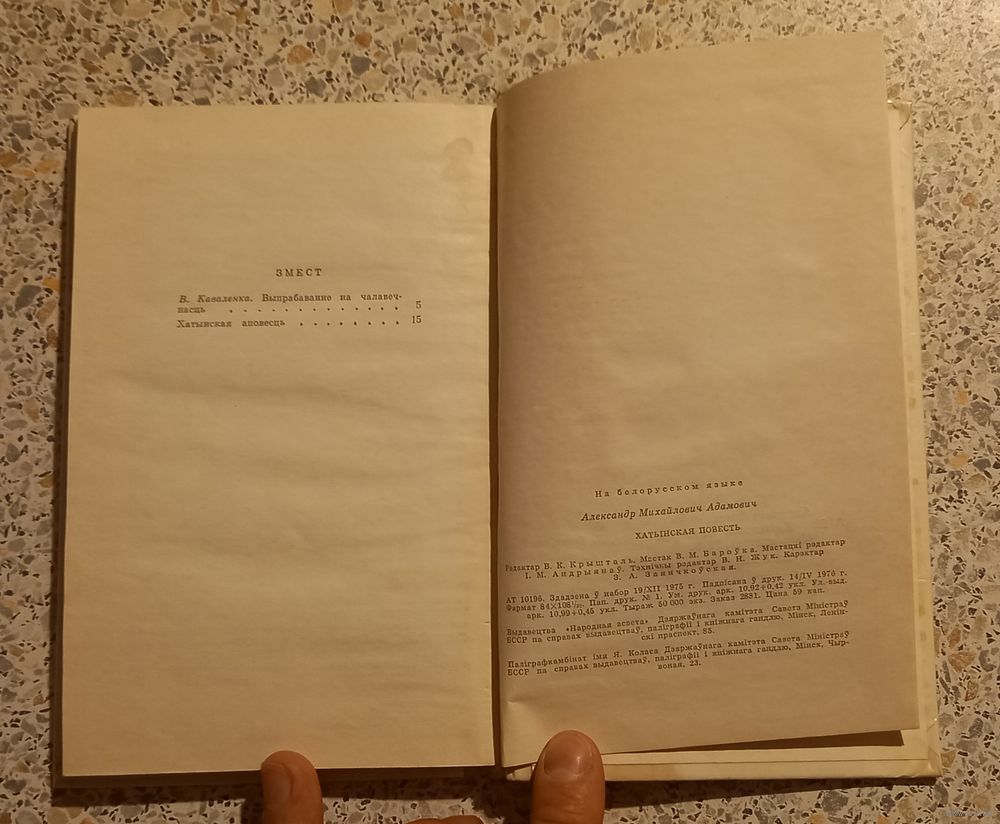 ЗМЕСТ
В. Каваленка. Выпрабаванне на чалавеч-
насць . . . . . . . . . . . . . 5
Хатынская аповесць . . . . . . . . 15
На белорусском языке
Александр Михайлович Адамович
ХАТЫНСКАЯ ПОВЕСТЬ
Рэдактар В. К. Крышталь. Мастак В. М. Бароўка. Мастацкі рэдактар
І. М. Андрыянаў. Тэхнічны рэдактар В. Н. Жук. Карэктар
З. А. Заянчкоўская.
АТ 10196. Здадзена ў набор 19/XII 1975 г. Падпісана ў друк. 14/IV 1976 г.
Фармат 84×108¹/₃₂. Пап. друк. № 1. Ум. друк. арк. 10,92+0,42 укл. Ул.-выд.
арк. 10,99+0,45 укл. Тыраж 50 000 экз. Заказ 2881. Цана 59 кап.
Выдавецтва «Народная асвета» Дзяржаўнага камітэта Савета Міністраў
БССР па справах выдавецтваў, паліграфіі і кніжнага гандлю. Мінск, Ленін-
скі праспект, 85.
Паліграфкамбінат імя Я. Коласа Дзяржаўнага камітэта Савета Міністраў
БССР па справах выдавецтваў, паліграфіі і кніжнага гандлю, Мінск, Чыр-
воная, 23.